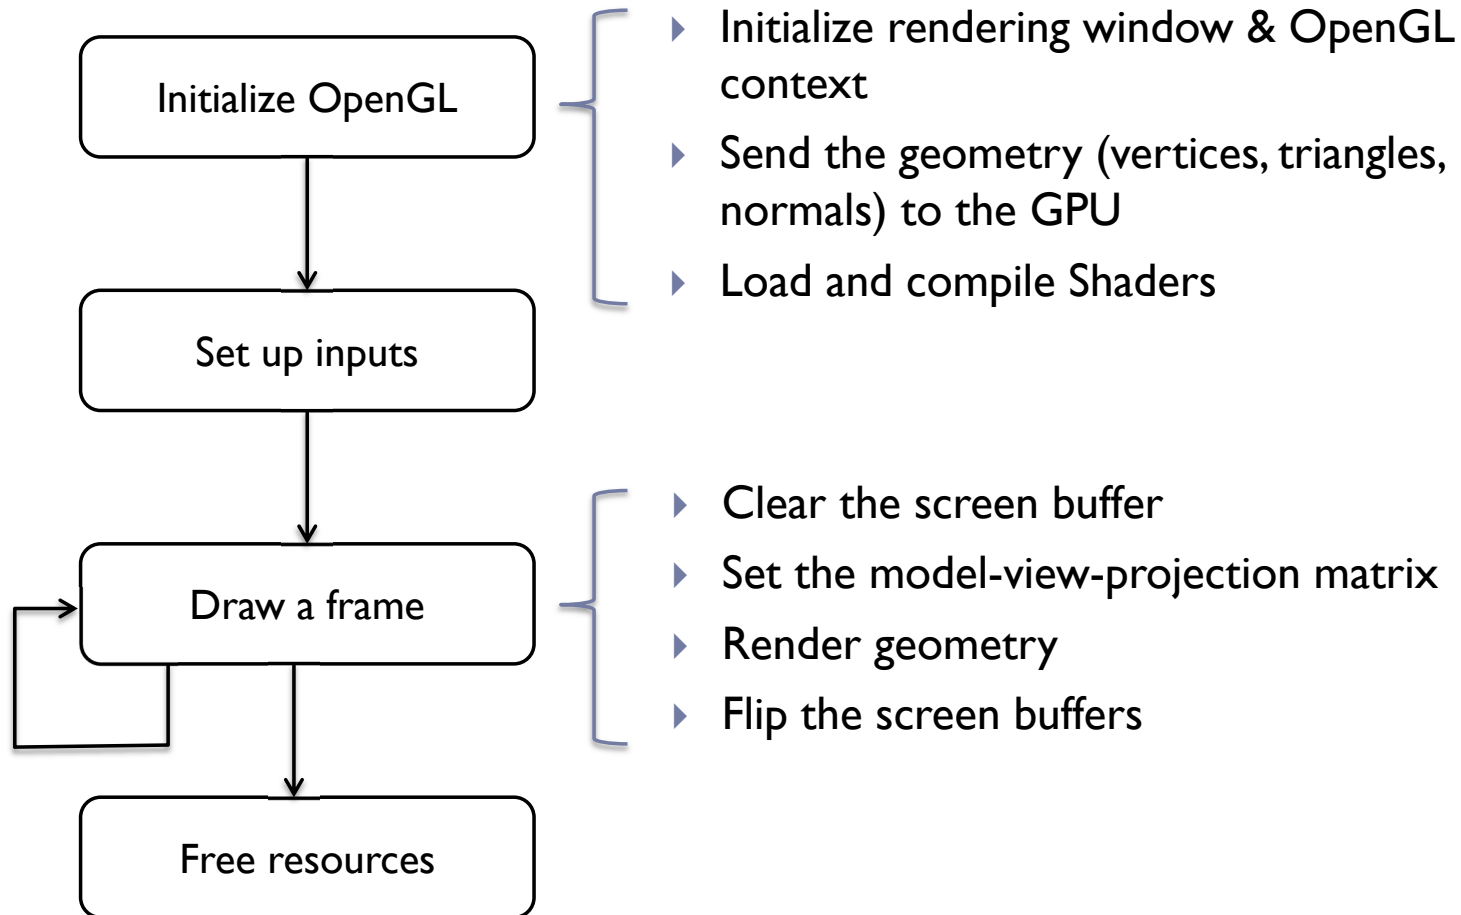 Initialize OpenGL
Initialize rendering window & OpenGL
context
Send the geometry (vertices, triangles,
normals) to the GPU
Load and compile Shaders
Set up inputs
Draw a frame
Clear the screen buffer
Set the model-view-projection matrix
Render geometry
Flip the screen buffers
Free resources